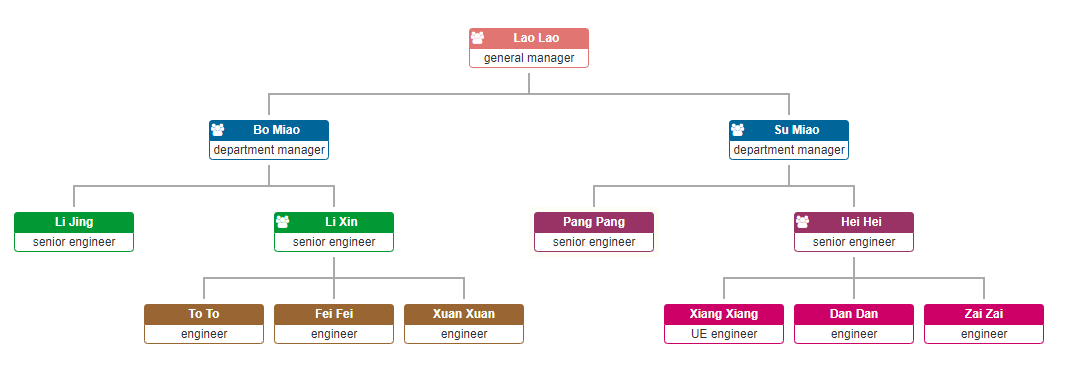 Lao Lao
general manager
Bo Miao
department manager
Su Miao
department manager
Li Jing
senior engineer
Li Xin
senior engineer
Pang Pang
senior engineer
Hei Hei
senior engineer
To To
engineer
Fei Fei
engineer
Xuan Xuan
engineer
Xiang Xiang
UE engineer
Dan Dan
engineer
Zai Zai
engineer